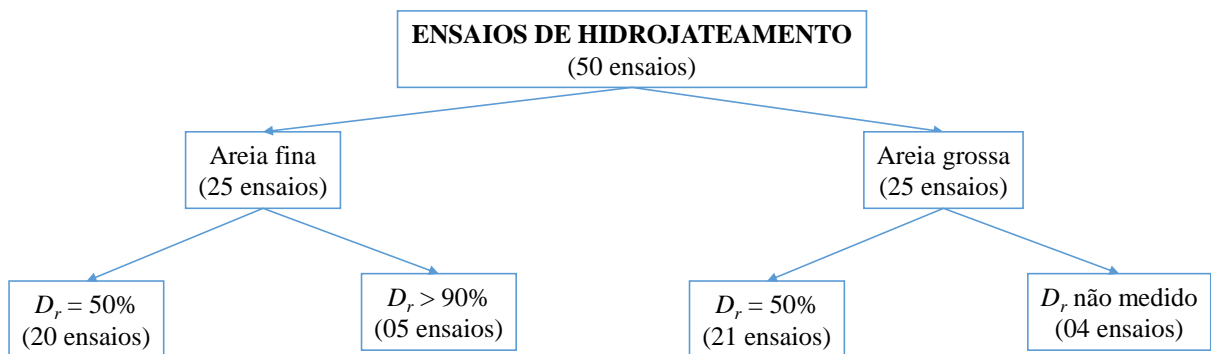 ENSAIOS DE HIDROJATEAMENTO
(50 ensaios)
Areia fina
(25 ensaios)
Areia grossa
(25 ensaios)
D_r = 50%
(20 ensaios)
D_r > 90%
(05 ensaios)
D_r = 50%
(21 ensaios)
D_r não medido
(04 ensaios)